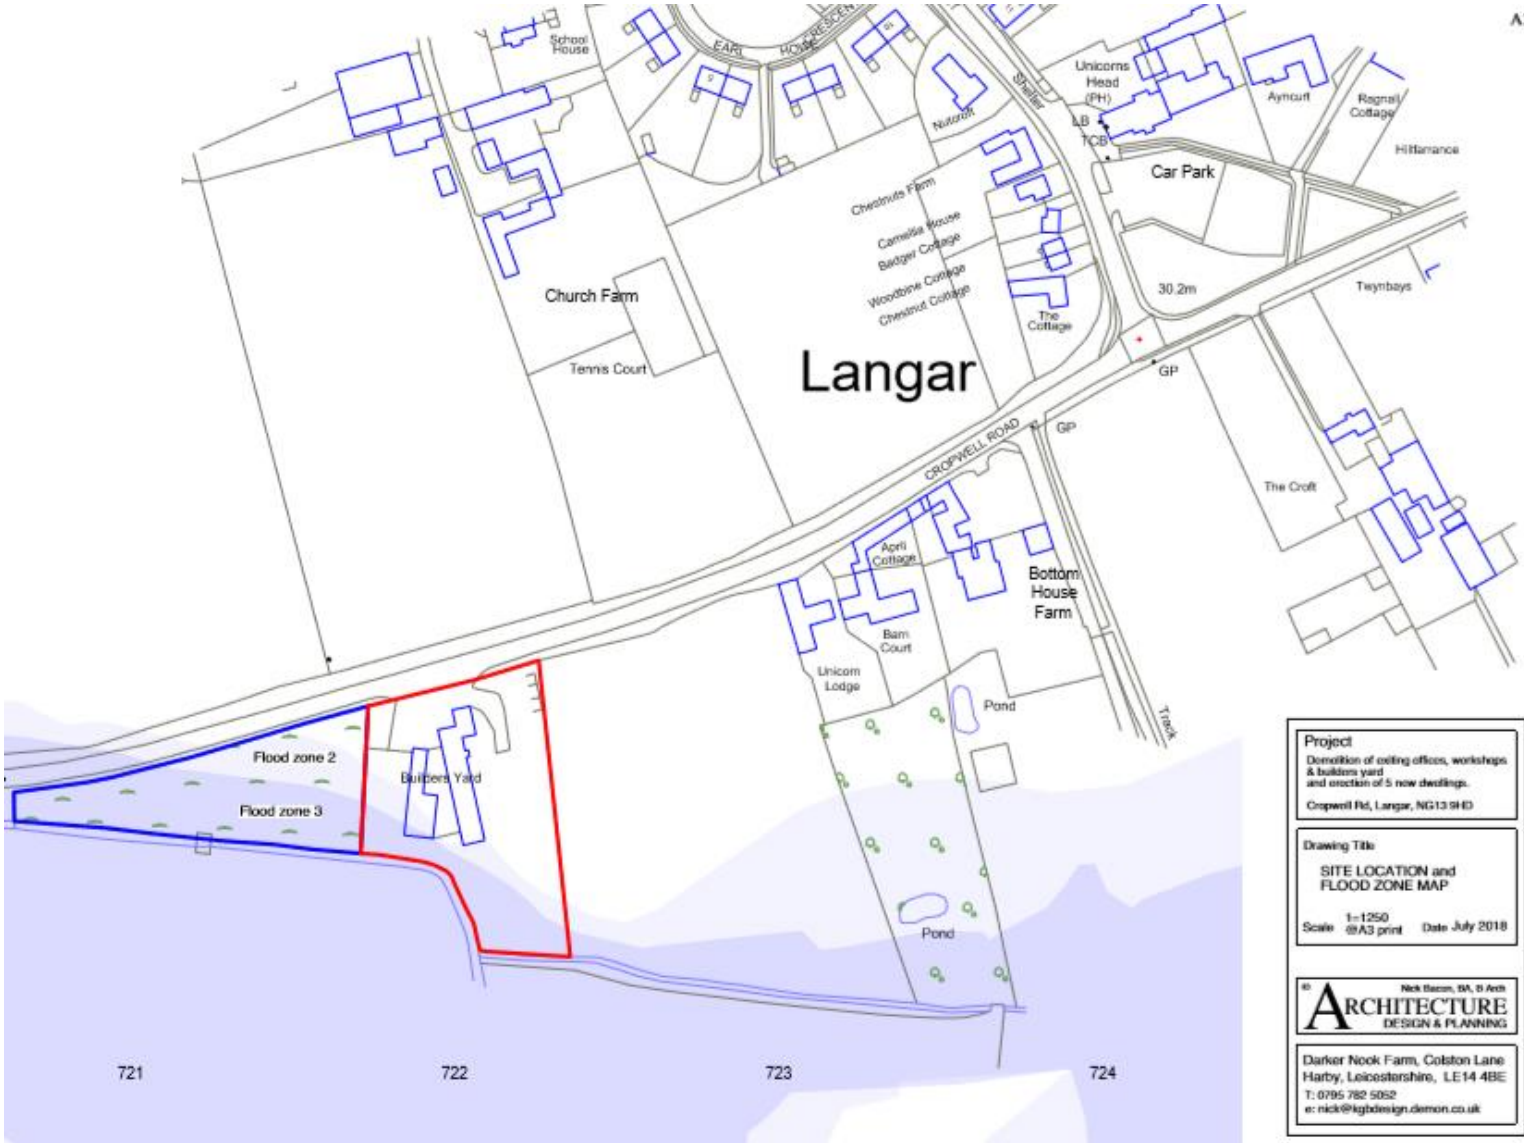 A
School
House
EARL
HOWE
CRESCENT
Shelter
Unicorns
Head
(PH)
LB
TCB
Ayncurt
Ragnall
Cottage
Hillfarrance
Car Park
Nutcroft
Chestnuts Farm
Camellia House
Badger Cottage
Woodbine Cottage
Chestnut Cottage
The
Cottage
30.2m
Twynbays
Church Farm
Tennis Court
Langar
GP
GP
CROPWELL ROAD
The Croft
April
Cottage
Bottom
House
Farm
Barn
Court
Unicorn
Lodge
Pond
Track
Flood zone 2
Builders Yard
Flood zone 3
Pond
721
722
723
724
Project
Demolition of exiting offices, workshops
& builders yard
and erection of 5 new dwellings.
Cropwell Rd, Langar, NG13 9HD
Drawing Title
SITE LOCATION and
FLOOD ZONE MAP
Scale 1=1250 @A3 print Date July 2018
Nick Bacon, BA, B Arch
ARCHITECTURE
DESIGN & PLANNING
Darker Nook Farm, Colston Lane
Harby, Leicestershire, LE14 4BE
T: 0795 782 5052
e: nick@kgbdesign.demon.co.uk